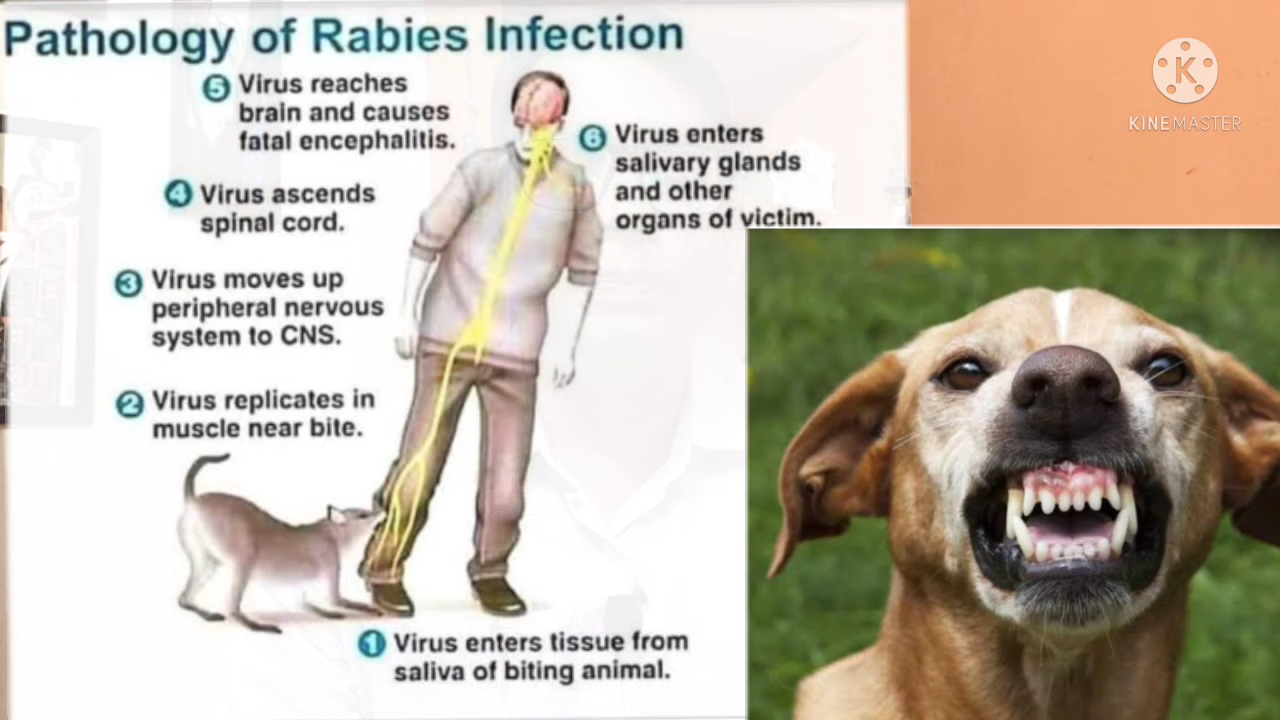 Pathology of Rabies Infection
5 Virus reaches
brain and causes
fatal encephalitis.
6 Virus enters
salivary glands
and other
organs of victim.
4 Virus ascends
spinal cord.
3 Virus moves up
peripheral nervous
system to CNS.
2 Virus replicates in
muscle near bite.
1 Virus enters tissue from
saliva of biting animal.
K
KINEMASTER